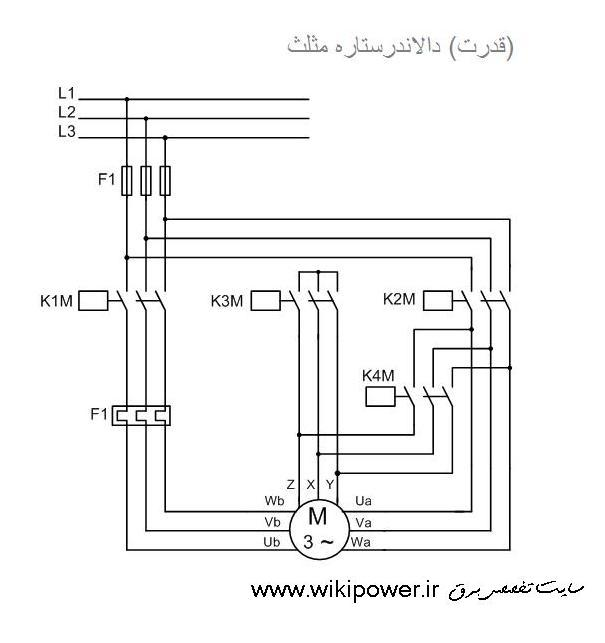 (قدرت) دالاندرستاره مثلث
L1
L2
L3
F1
K1M
K3M
K2M
K4M
F1
Z X Y
Wb
Ua
M
Vb
Va
3 ~
Ub
Wa
www.wikipower.ir سایت تخصصی برق